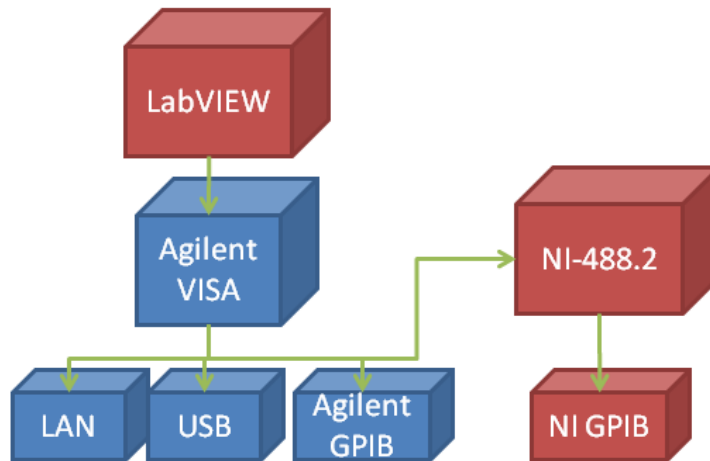 LabVIEW
Agilent
VISA
NI-488.2
LAN
USB
Agilent
GPIB
NI GPIB